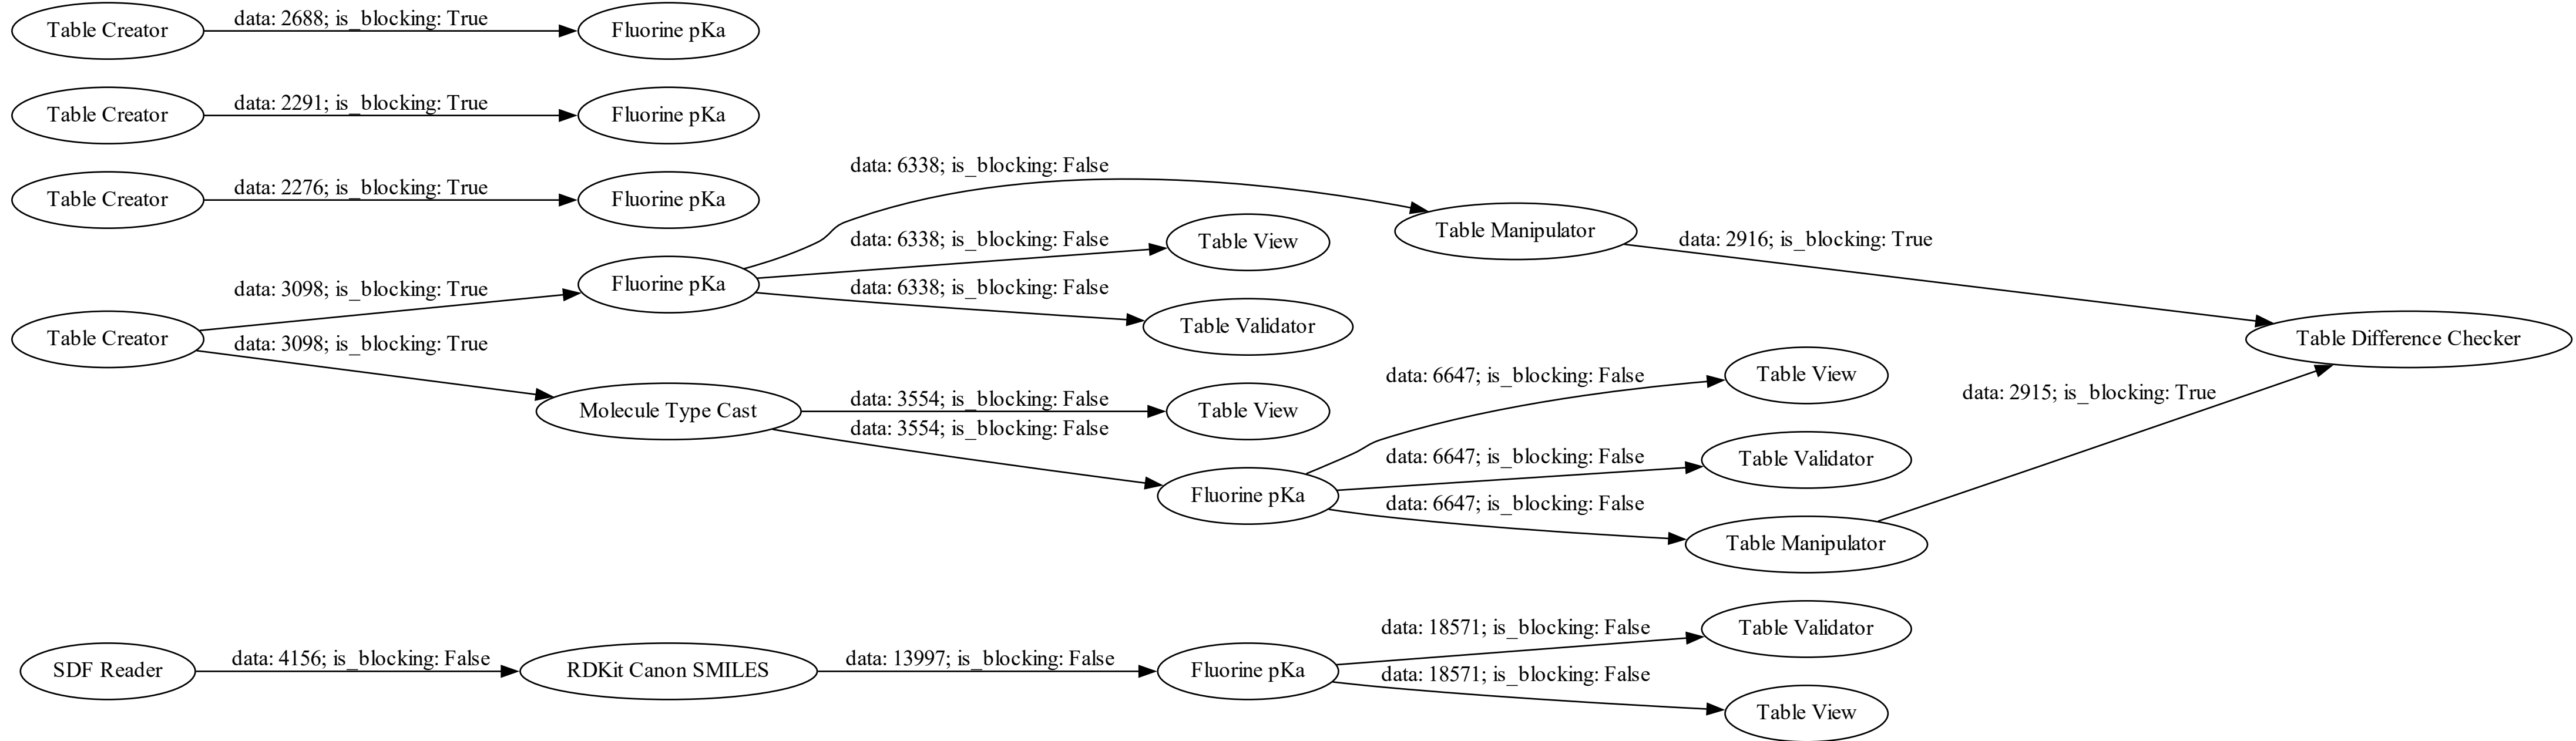 Table Creator
data: 2688; is_blocking: True
Fluorine pKa
Table Creator
data: 2291; is_blocking: True
Fluorine pKa
Table Creator
data: 2276; is_blocking: True
Fluorine pKa
Table Creator
data: 3098; is_blocking: True
data: 3098; is_blocking: True
Fluorine pKa
data: 6338; is_blocking: False
data: 6338; is_blocking: False
data: 6338; is_blocking: False
Table Manipulator
Table View
Table Validator
data: 2916; is_blocking: True
Table Difference Checker
Molecule Type Cast
data: 3554; is_blocking: False
data: 3554; is_blocking: False
Table View
Fluorine pKa
data: 6647; is_blocking: False
data: 6647; is_blocking: False
data: 6647; is_blocking: False
Table View
Table Validator
Table Manipulator
data: 2915; is_blocking: True
SDF Reader
data: 4156; is_blocking: False
RDKit Canon SMILES
data: 13997; is_blocking: False
Fluorine pKa
data: 18571; is_blocking: False
data: 18571; is_blocking: False
Table Validator
Table View